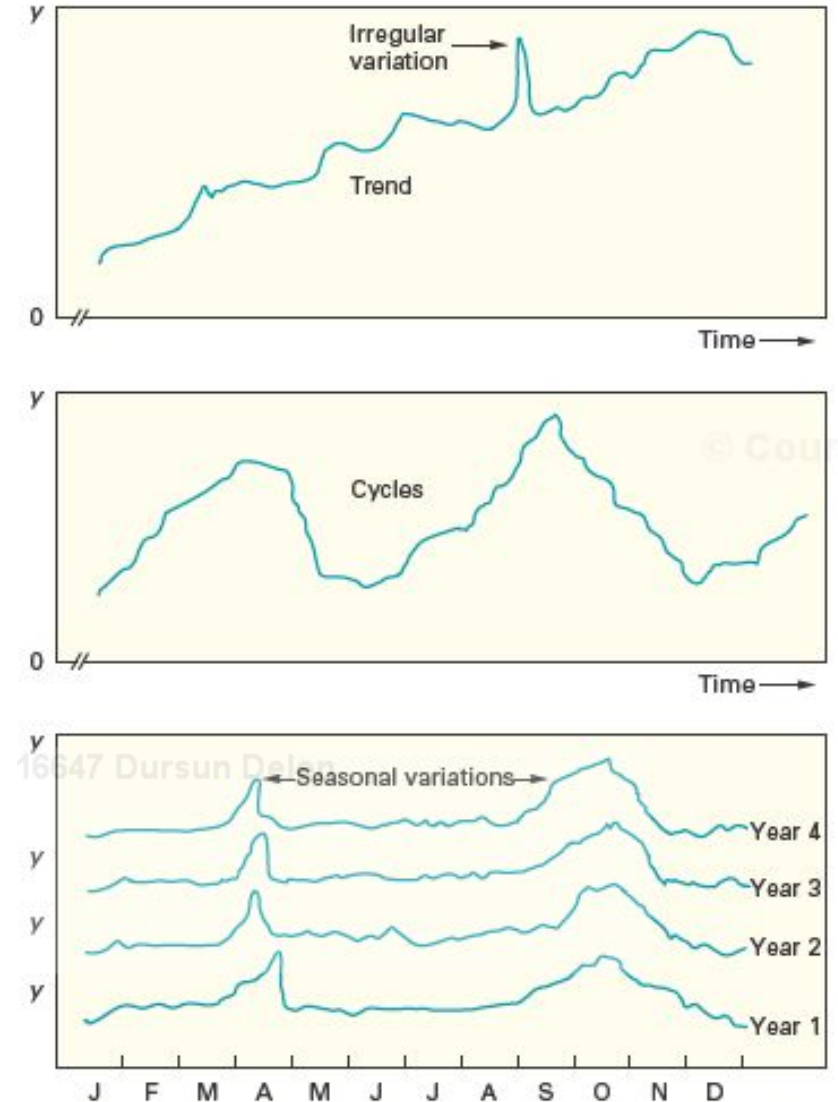 y
Irregular
variation
Trend
0
Time
y
© Cour
Cycles
0
Time
y
16647 Dursun Delen
Seasonal variations
Year 4
y
Year 3
y
Year 2
y
Year 1
J F M A M J J A S O N D